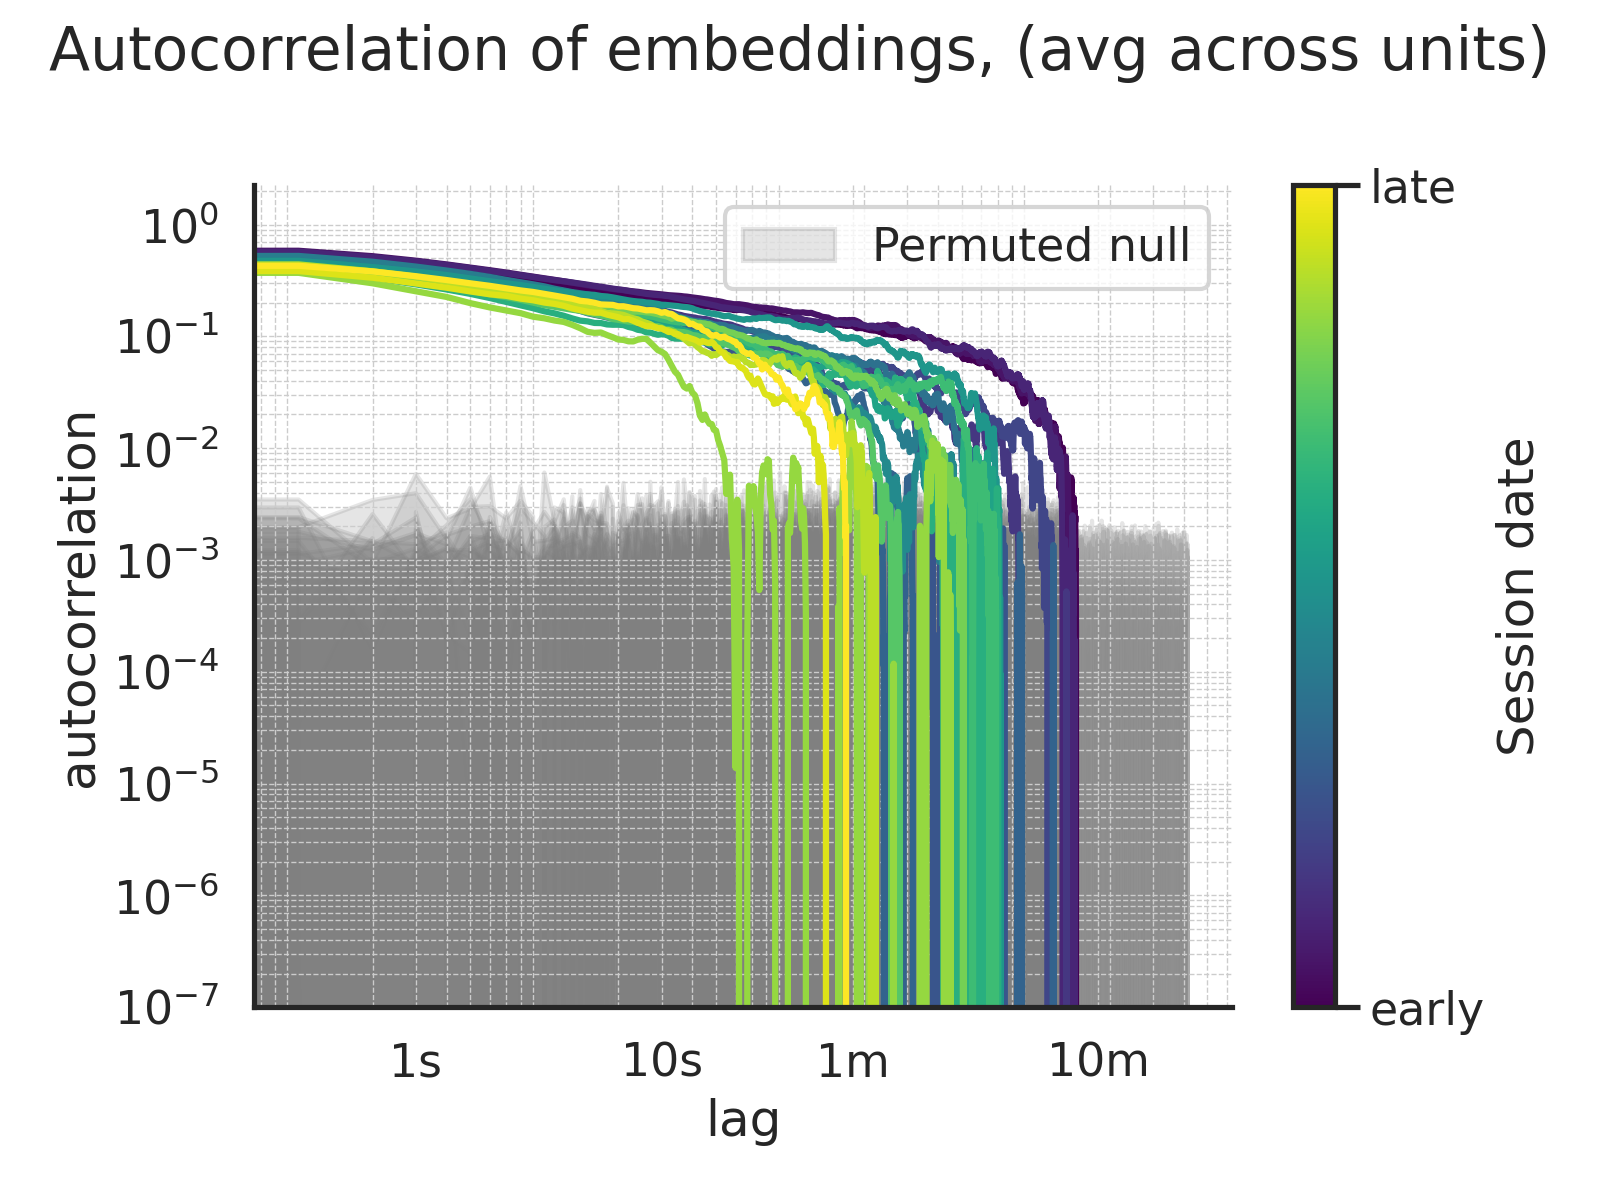 Autocorrelation of embeddings, (avg across units)
Permuted null
autocorrelation
10^0
10^−1
10^−2
10^−3
10^−4
10^−5
10^−6
10^−7
1s 10s 1m 10m
lag
late
early
Session date